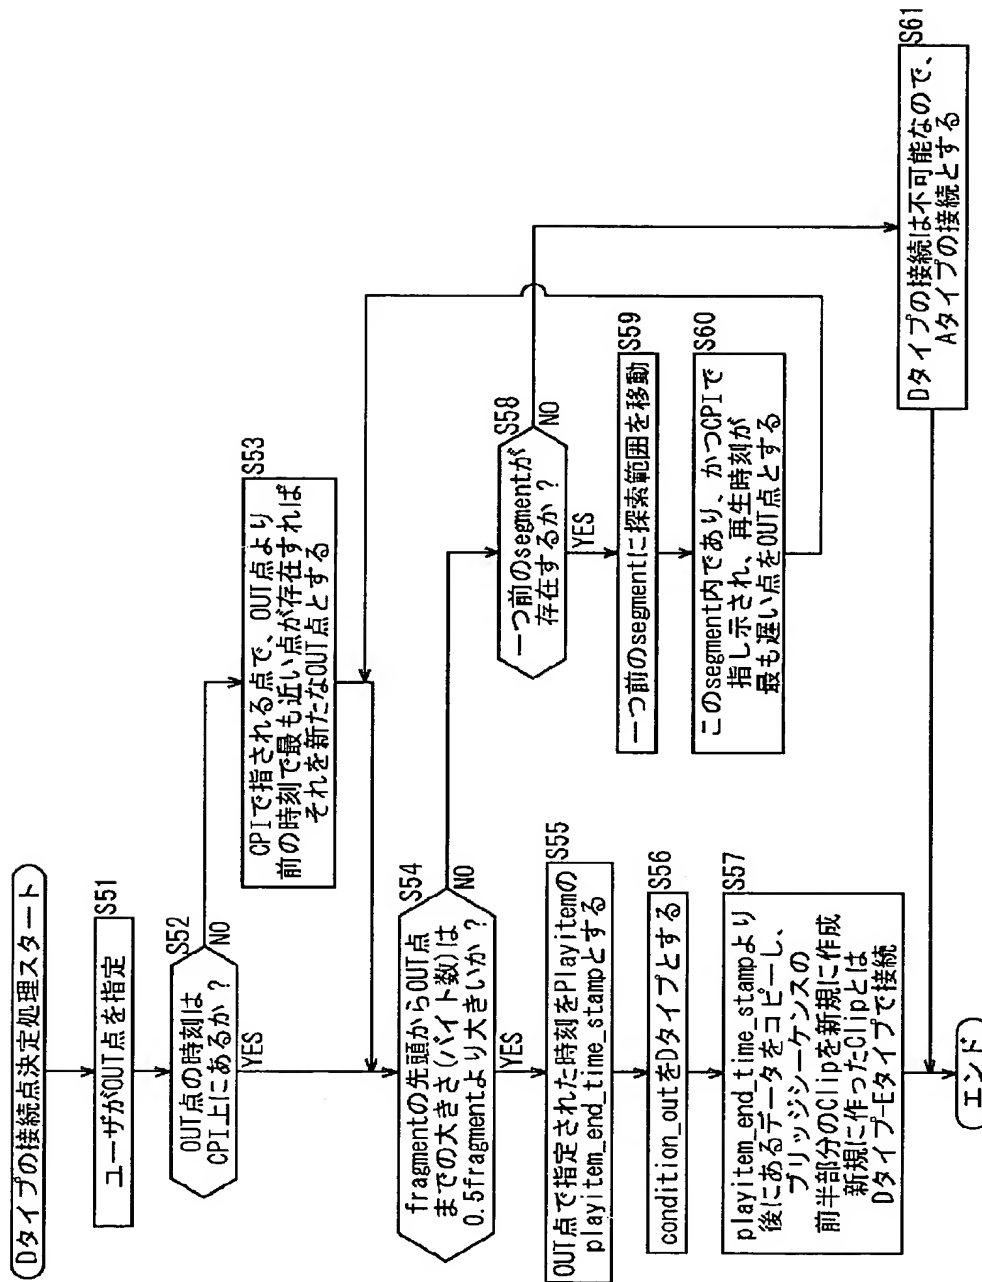 Dタイプの接続点決定処理スタート
S51
ユーザがOUT点を指定
S52
OUT点の時刻は
CPI上にあるか?
NO
YES
S53
CPIで指される点で、OUT点より
前の時刻で最も近い点が存在すれば
それを新たなOUT点とする
S54
fragmentの先頭からOUT点
までの大きさ(バイト数)は
0.5fragmentより大きいか?
NO
YES
S55
OUT点で指定された時刻をPlayitemの
playitem_end_time_stampとする
S56
condition_outをDタイプとする
S57
playitem_end_time_stampより
後にあるデータをコピーし、
ブリッジシーケンスの
前半部分のClipを新規に作成
新規に作ったClipとは
Dタイプ-Eタイプで接続
S58
一つ前のsegmentが
存在するか?
NO
YES
S59
一つ前のsegmentに探索範囲を移動
S60
このsegment内であり、かつCPIで
指し示され、再生時刻が
最も遅い点をOUT点とする
S61
Dタイプの接続は不可能なので、
Aタイプの接続とする
エンド